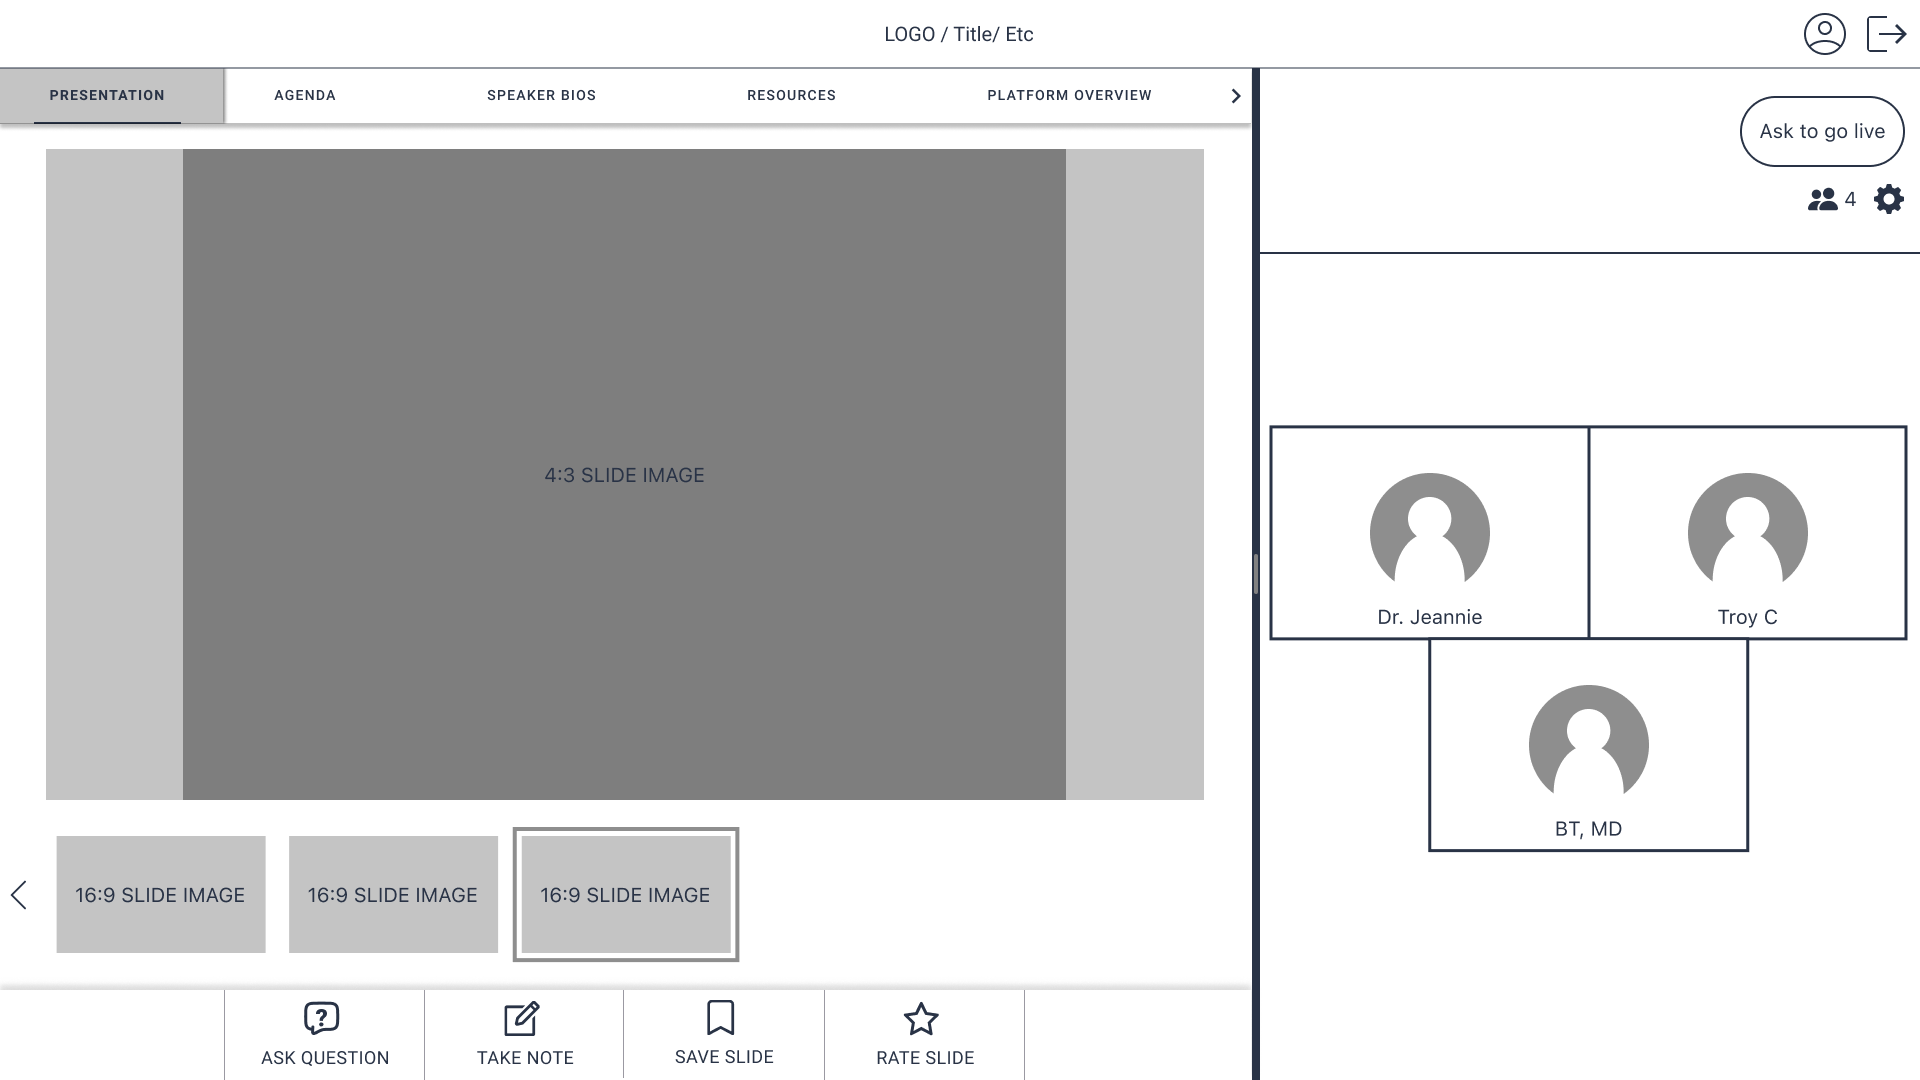 LOGO / Title/ Etc
PRESENTATION
AGENDA
SPEAKER BIOS
RESOURCES
PLATFORM OVERVIEW
Ask to go live
4
4:3 SLIDE IMAGE
Dr. Jeannie
Troy C
BT, MD
16:9 SLIDE IMAGE
16:9 SLIDE IMAGE
16:9 SLIDE IMAGE
ASK QUESTION
TAKE NOTE
SAVE SLIDE
RATE SLIDE